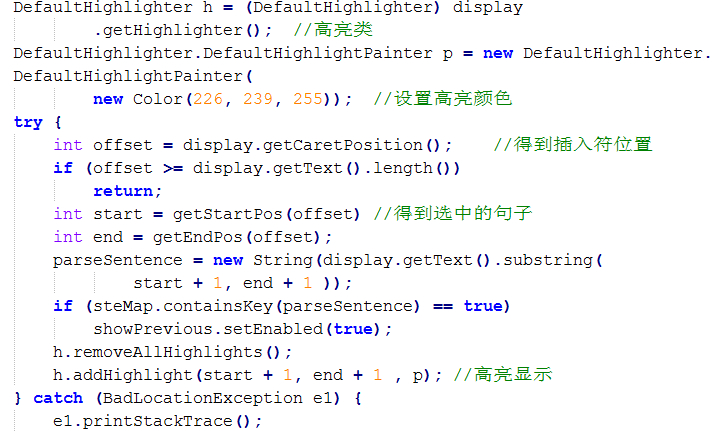 DefaultHighlighter h = (DefaultHighlighter) display
        .getHighlighter();  //高亮类
DefaultHighlighter.DefaultHighlightPainter p = new DefaultHighlighter.
DefaultHighlightPainter(
        new Color(226, 239, 255));  //设置高亮颜色
try {
    int offset = display.getCaretPosition();    //得到插入符位置
    if (offset >= display.getText().length())
        return;
    int start = getStartPos(offset) //得到选中的句子
    int end = getEndPos(offset);
    parseSentence = new String(display.getText().substring(
            start + 1, end + 1 ));
    if (steMap.containsKey(parseSentence) == true)
        showPrevious.setEnabled(true);
    h.removeAllHighlights();
    h.addHighlight(start + 1, end + 1 , p); //高亮显示
} catch (BadLocationException e1) {
    e1.printStackTrace();